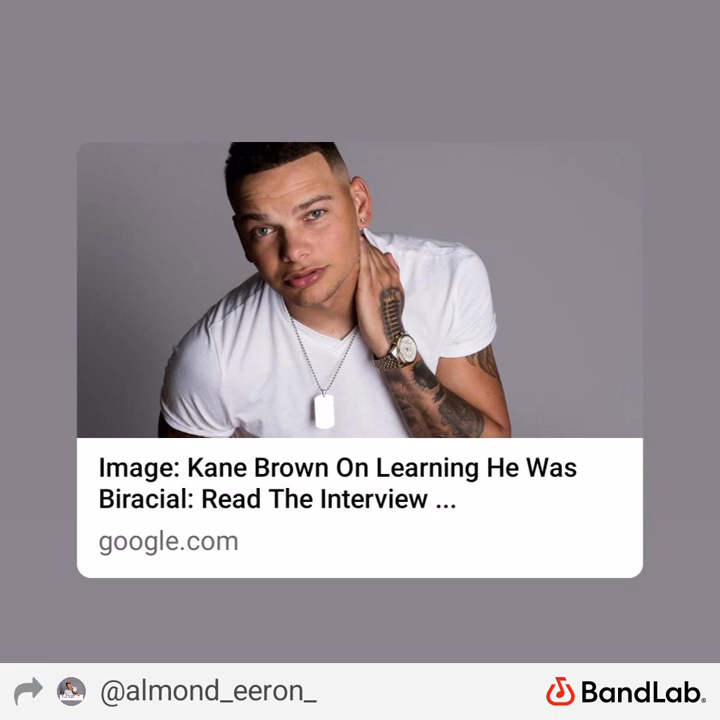 Image: Kane Brown On Learning He Was
Biracial: Read The Interview ...
google.com
@almond_eeron_
BandLab.